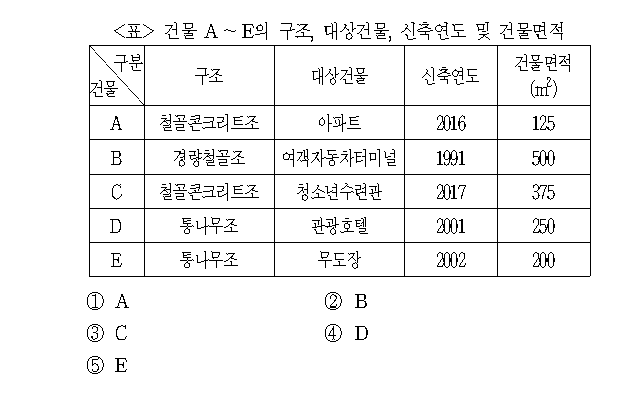 <표> 건물 A ~ E의 구조, 대상건물, 신축연도 및 건물면적
구분 건물 구조 대상건물 신축연도 건물면적 (㎡)
A 철골콘크리트조 아파트 2016 125
B 경량철골조 여객자동차터미널 1991 500
C 철골콘크리트조 청소년수련관 2017 375
D 통나무조 관광호텔 2001 250
E 통나무조 무도장 2002 200
① A ② B
③ C ④ D
⑤ E